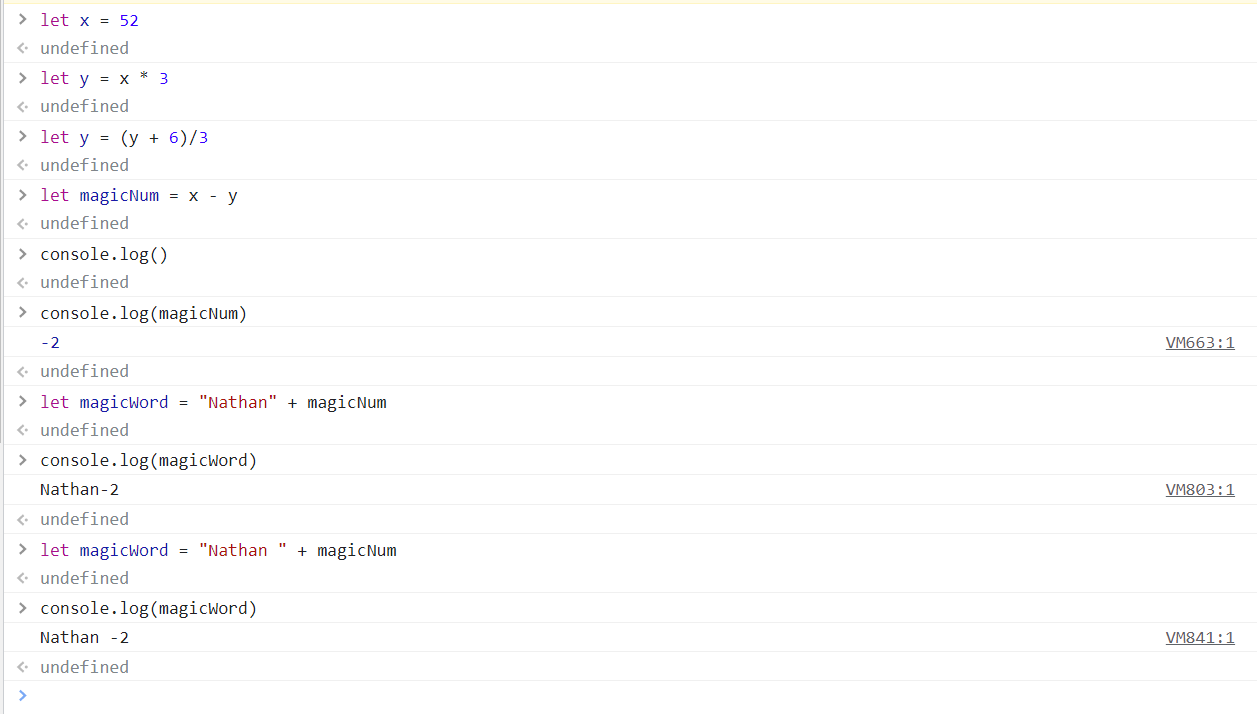 > let x = 52
<· undefined
> let y = x * 3
<· undefined
> let y = (y + 6)/3
<· undefined
> let magicNum = x - y
<· undefined
> console.log()
<· undefined
> console.log(magicNum)
-2 VM663:1
<· undefined
> let magicWord = "Nathan" + magicNum
<· undefined
> console.log(magicWord)
Nathan-2 VM803:1
<· undefined
> let magicWord = "Nathan " + magicNum
<· undefined
> console.log(magicWord)
Nathan -2 VM841:1
<· undefined
>